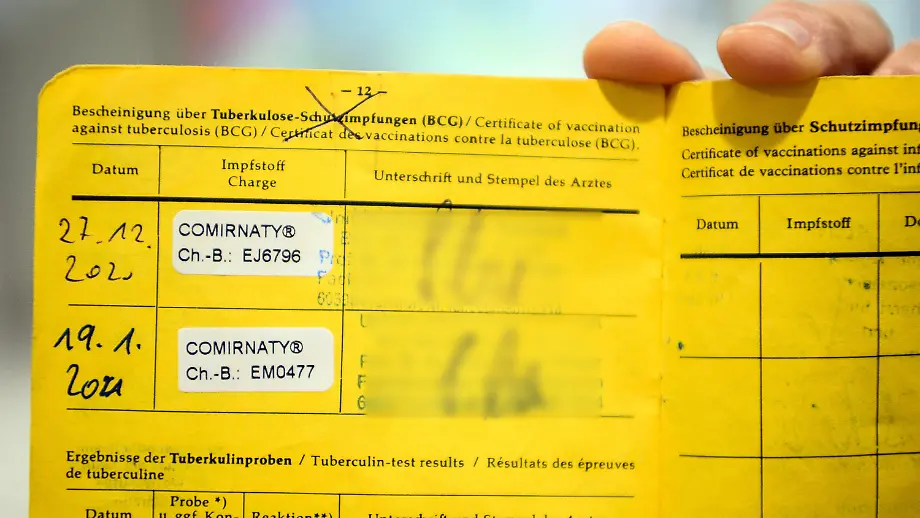 – 12 –
Bescheinigung über Tuberkulose-Schutzimpfungen (BCG) / Certificate of vaccination
against tuberculosis (BCG) / Certificat des vaccinations contre la tuberculose (BCG).
Datum Impfstoff Charge Unterschrift und Stempel des Arztes
27.12. 2020 COMIRNATY® Ch.-B.: EJ6796
19.1. 2021 COMIRNATY® Ch.-B.: EM0477
Ergebnisse der Tuberkulinproben / Tuberculin-test results / Résultats des épreuves
de tuberculine
Datum Probe *) u. ggf. Kon- Reaktion**)
Bescheinigung über
Certificate of vaccinations against
Certificat de vaccinations contre
Datum Impfstoff